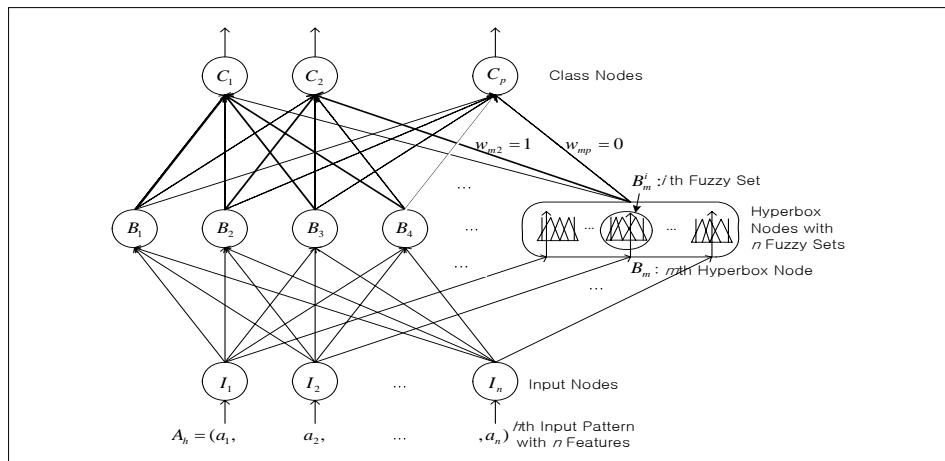 C₁ C₂ Cₚ Class Nodes
wₘ₂ = 1 wₘₚ = 0
...
Bₘⁱ : i th Fuzzy Set
B₁ B₂ B₃ B₄ ... ... ...
Hyperbox
Nodes with
n Fuzzy Sets
... Bₘ : mth Hyperbox Node
...
I₁ I₂ ... Iₙ Input Nodes
Aₕ = (a₁, a₂, ... , aₙ)
hth Input Pattern
with n Features